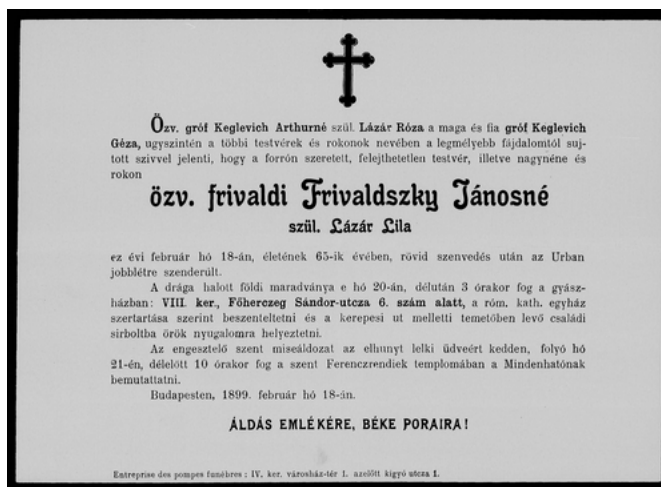 Özv. gróf Keglevich Arthurné szül. Lázár Róza a maga és fia gróf Keglevich
Géza, ugyszintén a többi testvérek és rokonok nevében a legmélyebb fájdalomtól suj-
tott szivvel jelenti, hogy a forrón szeretett, felejthetetlen testvér, illetve nagynéne és
rokon
özv. frivaldi Frivaldszky Jánosné
szül. Lázár Lila
ez évi február hó 18-án, életének 65-ik évében, rövid szenvedés után az Urban
jobblétre szenderült.
A drága halott földi maradványa e hó 20-án, délután 3 órakor fog a gyász-
házban: VIII. ker., Főherczeg Sándor-utcza 6. szám alatt, a róm. kath. egyház
szertartása szerint beszenteltetni és a kerepesi ut melletti temetőben levő családi
sirboltba örök nyugalomra helyeztetni.
Az engesztelő szent miseáldozat az elhunyt lelki üdveért kedden, folyó hó
21-én, délelőtt 10 órakor fog a szent Ferenczrendiek templomában a Mindenhatónak
bemutattatni.
Budapesten, 1899. február hó 18-án.
ÁLDÁS EMLÉKÉRE, BÉKE PORAIRA!
Entreprise des pompes funèbres : IV. ker. városház-tér 1. azelőtt kigyó utcza 1.